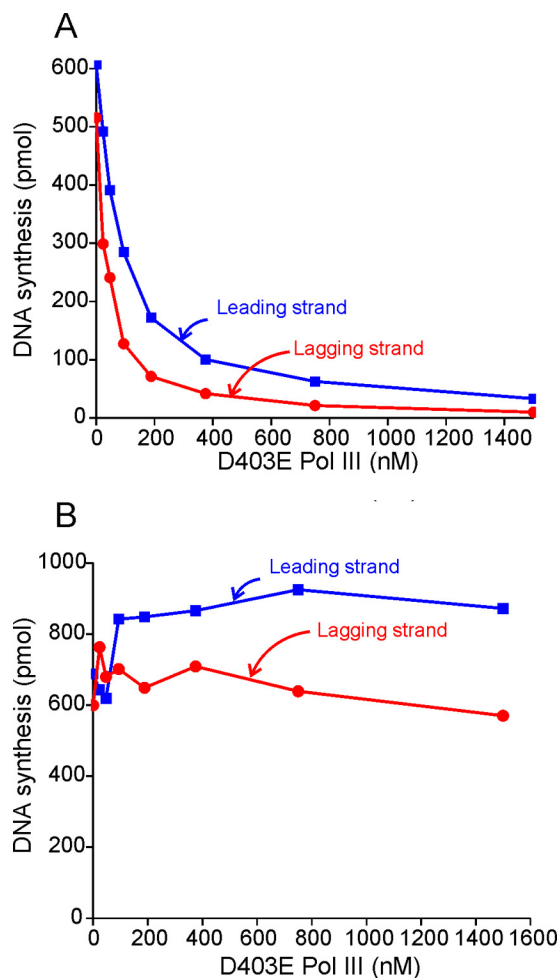 A
DNA synthesis (pmol)
600
500
400
300
200
100
0
Leading strand
Lagging strand
0 200 400 600 800 1000 1200 1400
D403E Pol III (nM)
B
DNA synthesis (pmol)
1000
800
600
400
200
0
Leading strand
Lagging strand
0 200 400 600 800 1000 1200 1400 1600
D403E Pol III (nM)